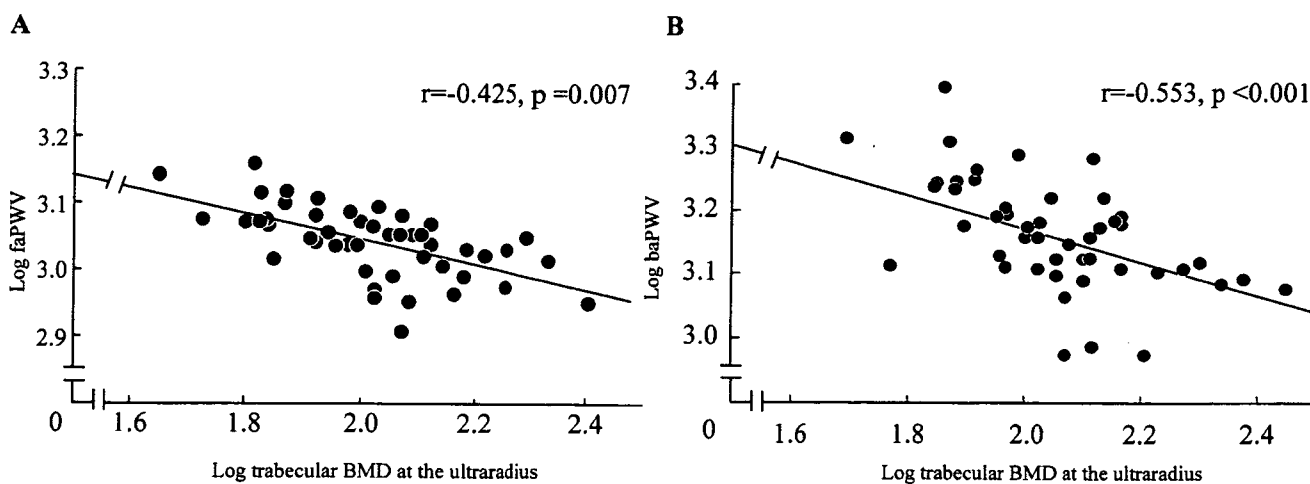 A
r=-0.425, p =0.007
Log faPWV
3.3
3.2
3.1
3.0
2.9
0
1.6 1.8 2.0 2.2 2.4
Log trabecular BMD at the ultraradius
B
r=-0.553, p <0.001
Log baPWV
3.4
3.3
3.2
3.1
3.0
0
1.6 1.8 2.0 2.2 2.4
Log trabecular BMD at the ultraradius